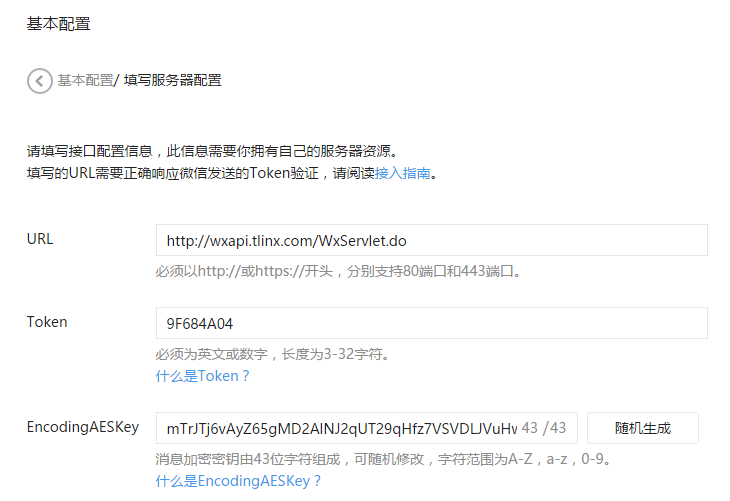 基本配置
基本配置/ 填写服务器配置
请填写接口配置信息，此信息需要你拥有自己的服务器资源。
填写的URL需要正确响应微信发送的Token验证，请阅读接入指南。
URL
http://wxapi.tlinx.com/WxServlet.do
必须以http://或https://开头，分别支持80端口和443端口。
Token
9F684A04
必须为英文或数字，长度为3-32字符。
什么是Token？
EncodingAESKey mTrJTj6vAyZ65gMD2AlNJ2qUT29qHfz7VSVDLJVuHw 43 /43 随机生成
消息加密密钥由43位字符组成，可随机修改，字符范围为A-Z，a-z，0-9。
什么是EncodingAESKey？